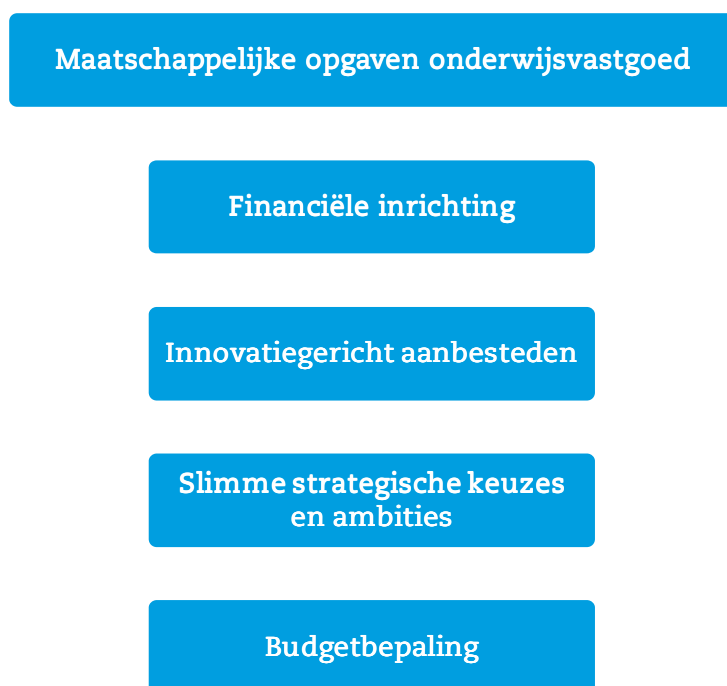 Maatschappelijke opgaven onderwijsvastgoed
Financiële inrichting
Innovatiegericht aanbesteden
Slimme strategische keuzes
en ambities
Budgetbepaling